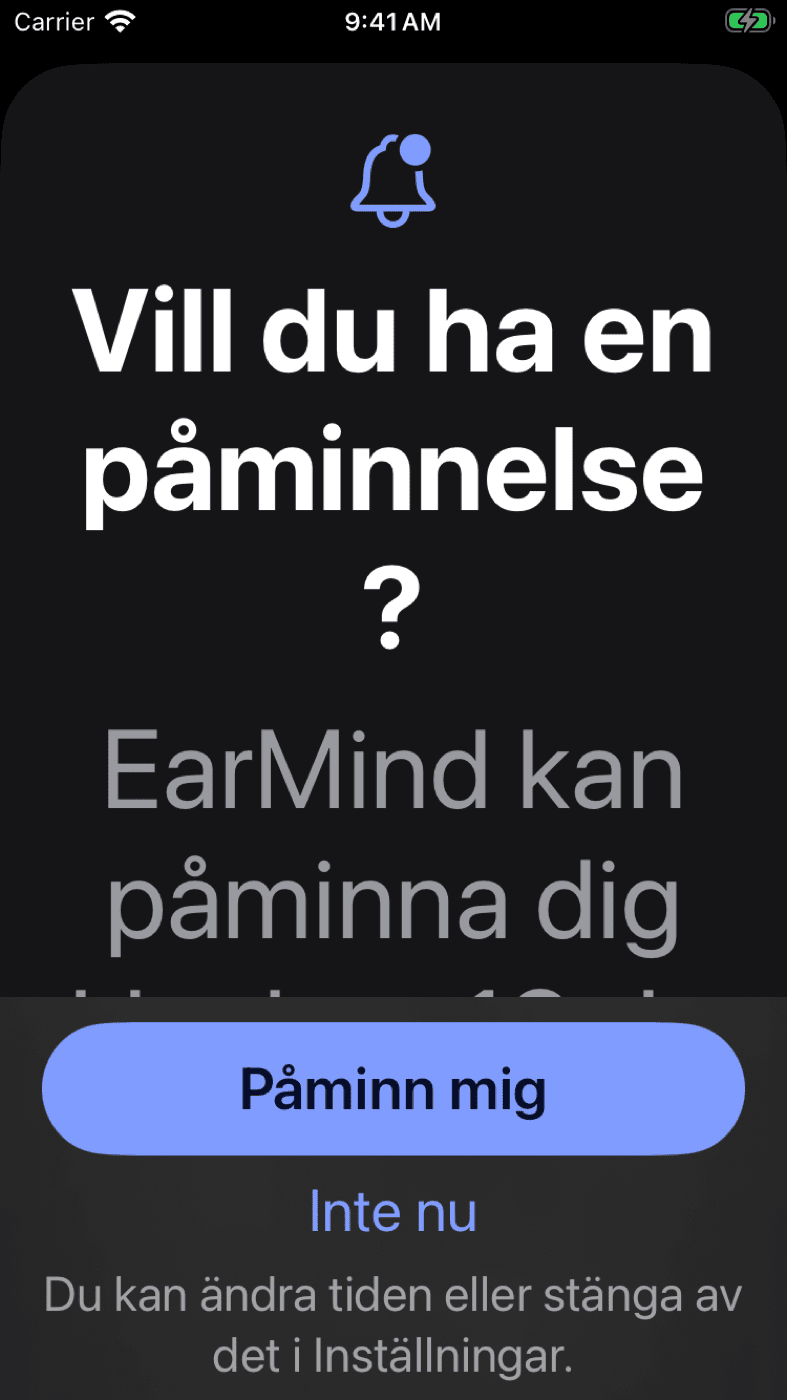 Carrier
9:41 AM
Vill du ha en
påminnelse
?
EarMind kan
påminna dig
Påminn mig
Inte nu
Du kan ändra tiden eller stänga av
det i Inställningar.